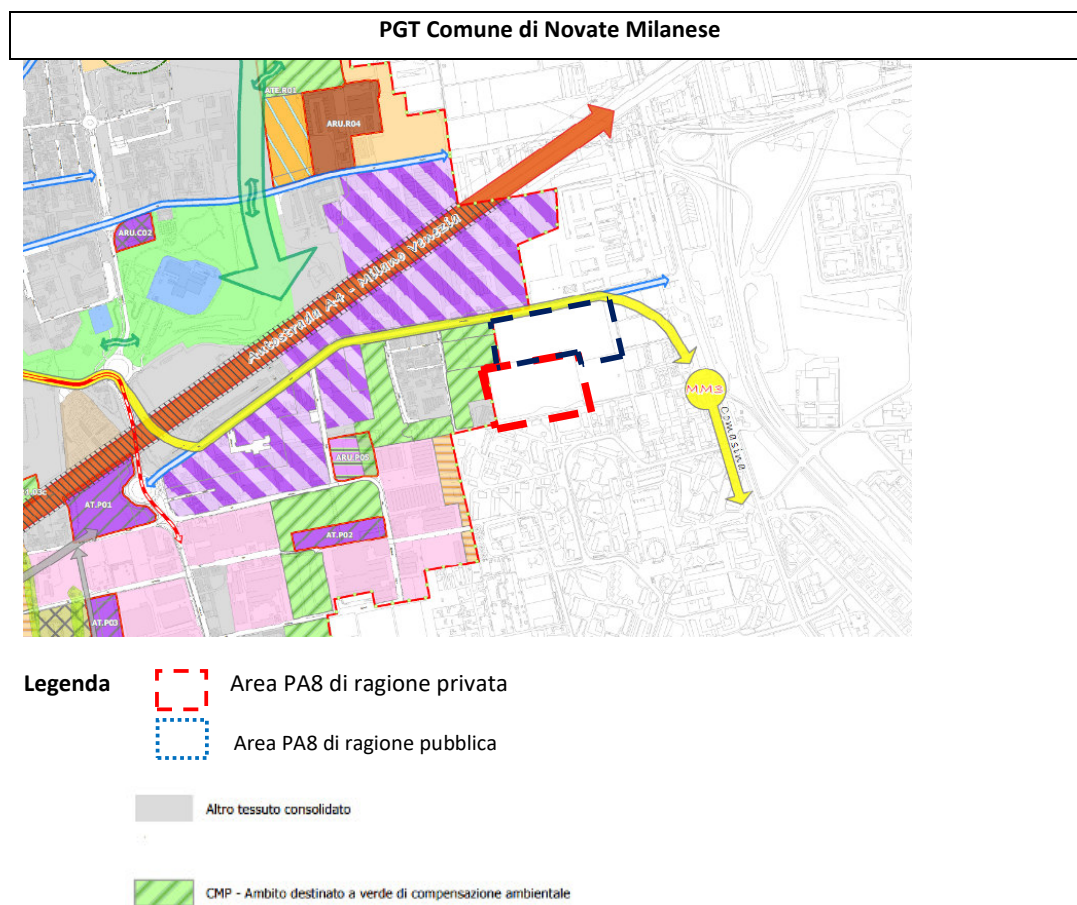 PGT Comune di Novate Milanese
ATE.R01
ARU.R04
ARU.C02
Autostrada A4 - Milano Venezia
MM3
Comasina
ARU.P05
AT.P01
AT.P02
AT.P03
Legenda
Area PA8 di ragione privata
Area PA8 di ragione pubblica
Altro tessuto consolidato
CMP - Ambito destinato a verde di compensazione ambientale